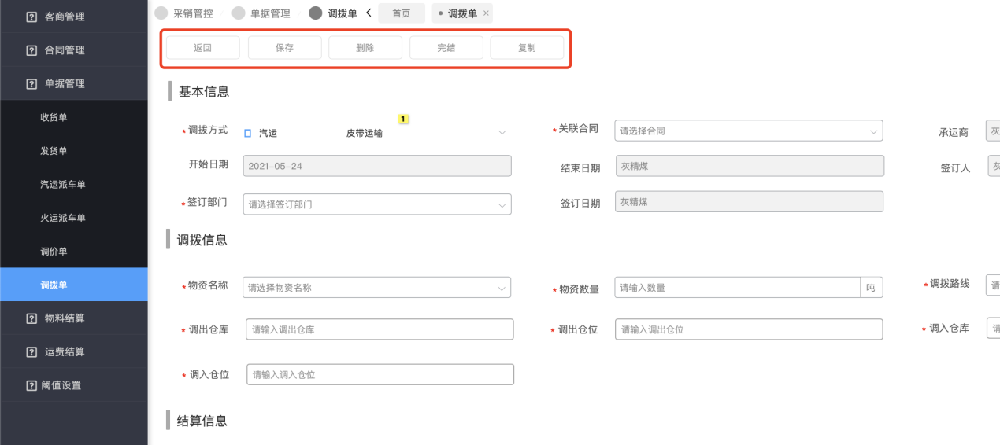 采销管控 单据管理 调拨单 首页 调拨单
客商管理
合同管理
单据管理
收货单
发货单
汽运派车单
火运派车单
调价单
调拨单
物料结算
运费结算
阈值设置
返回 保存 删除 完结 复制
基本信息
*调拨方式 汽运 皮带运输 1
*关联合同 请选择合同
承运商 灰
开始日期 2021-05-24
结束日期 灰精煤
签订人 灰
*签订部门 请选择签订部门
签订日期 灰精煤
调拨信息
*物资名称 请选择物资名称
*物资数量 请输入数量 吨
*调拨路线 请
*调出仓库 请输入调出仓库
*调出仓位 请输入调出仓位
*调入仓库 请
*调入仓位 请输入调入仓位
结算信息